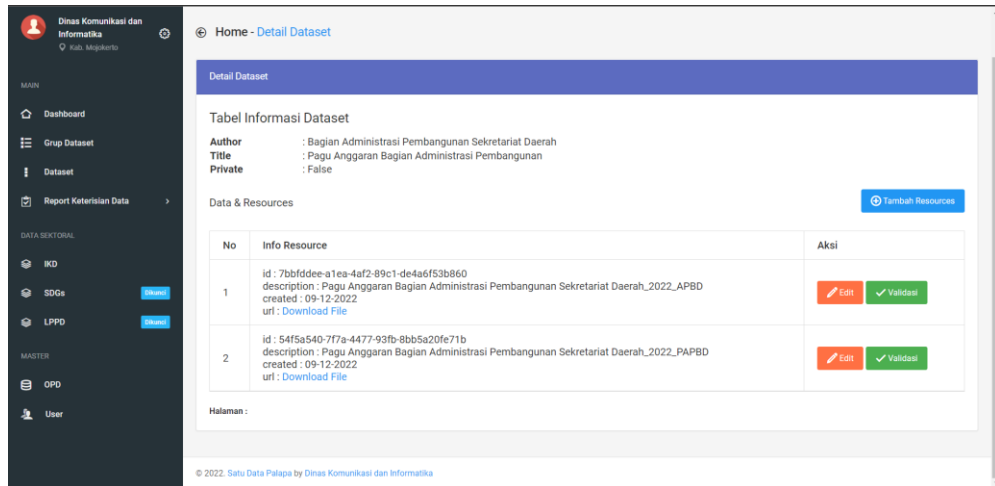 Dinas Komunikasi dan
Informatika
Kab. Mojokerto
MAIN
Dashboard
Grup Dataset
Dataset
Report Keterisian Data
DATA SEKTORAL
IKD
SDGs Dikunci
LPPD Dikunci
MASTER
OPD
User
Home - Detail Dataset
Detail Dataset
Tabel Informasi Dataset
Author : Bagian Administrasi Pembangunan Sekretariat Daerah
Title : Pagu Anggaran Bagian Administrasi Pembangunan
Private : False
Data & Resources
Tambah Resources
No Info Resource Aksi
id : 7bbfddee-a1ea-4af2-89c1-de4a6f53b860
1 description : Pagu Anggaran Bagian Administrasi Pembangunan Sekretariat Daerah_2022_APBD Edit Validasi
created : 09-12-2022
url : Download File
id : 54f5a540-7f7a-4477-93fb-8bb5a20fe71b
2 description : Pagu Anggaran Bagian Administrasi Pembangunan Sekretariat Daerah_2022_PAPBD Edit Validasi
created : 09-12-2022
url : Download File
Halaman :
© 2022. Satu Data Palapa by Dinas Komunikasi dan Informatika